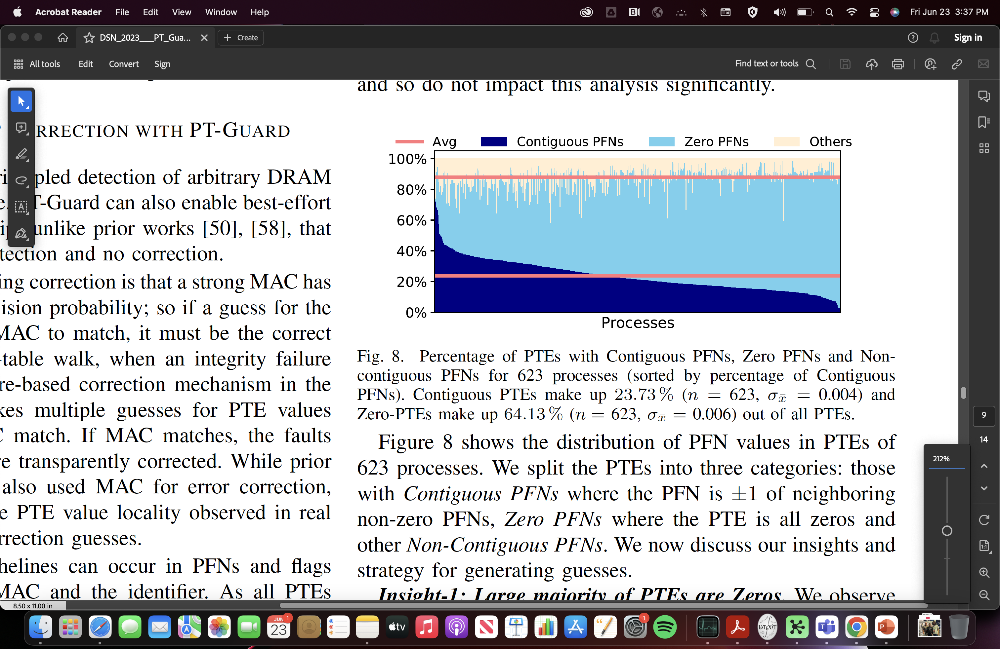 Acrobat Reader File Edit View Window Help Fri Jun 23 3:37 PM
DSN_2023___PT_Gua... + Create Sign in
All tools Edit Convert Sign Find text or tools
RRECTION WITH PT-GUARD
pled detection of arbitrary DRAM
T-Guard can also enable best-effort
unlike prior works [50], [58], that
tection and no correction.
ing correction is that a strong MAC has
ision probability; so if a guess for the
MAC to match, it must be the correct
-table walk, when an integrity failure
re-based correction mechanism in the
kes multiple guesses for PTE values
C match. If MAC matches, the faults
re transparently corrected. While prior
also used MAC for error correction,
e PTE value locality observed in real
rrection guesses.
helines can occur in PFNs and flags
MAC and the identifier. As all PTEs
8.50 x 11.00 in
and so do not impact this analysis significantly.
Avg Contiguous PFNs Zero PFNs Others
100%
80%
60%
40%
20%
0%
Processes
Fig. 8. Percentage of PTEs with Contiguous PFNs, Zero PFNs and Non-
contiguous PFNs for 623 processes (sorted by percentage of Contiguous
PFNs). Contiguous PTEs make up 23.73 % (n = 623, σx̄ = 0.004) and
Zero-PTEs make up 64.13 % (n = 623, σx̄ = 0.006) out of all PTEs.
Figure 8 shows the distribution of PFN values in PTEs of
623 processes. We split the PTEs into three categories: those
with Contiguous PFNs where the PFN is ±1 of neighboring
non-zero PFNs, Zero PFNs where the PTE is all zeros and
other Non-Contiguous PFNs. We now discuss our insights and
strategy for generating guesses.
Insight-1: Large majority of PTEs are Zeros. We observe
9
14
212%
1:1
JUN 1
23
tv
1
LATEXiT
T
P